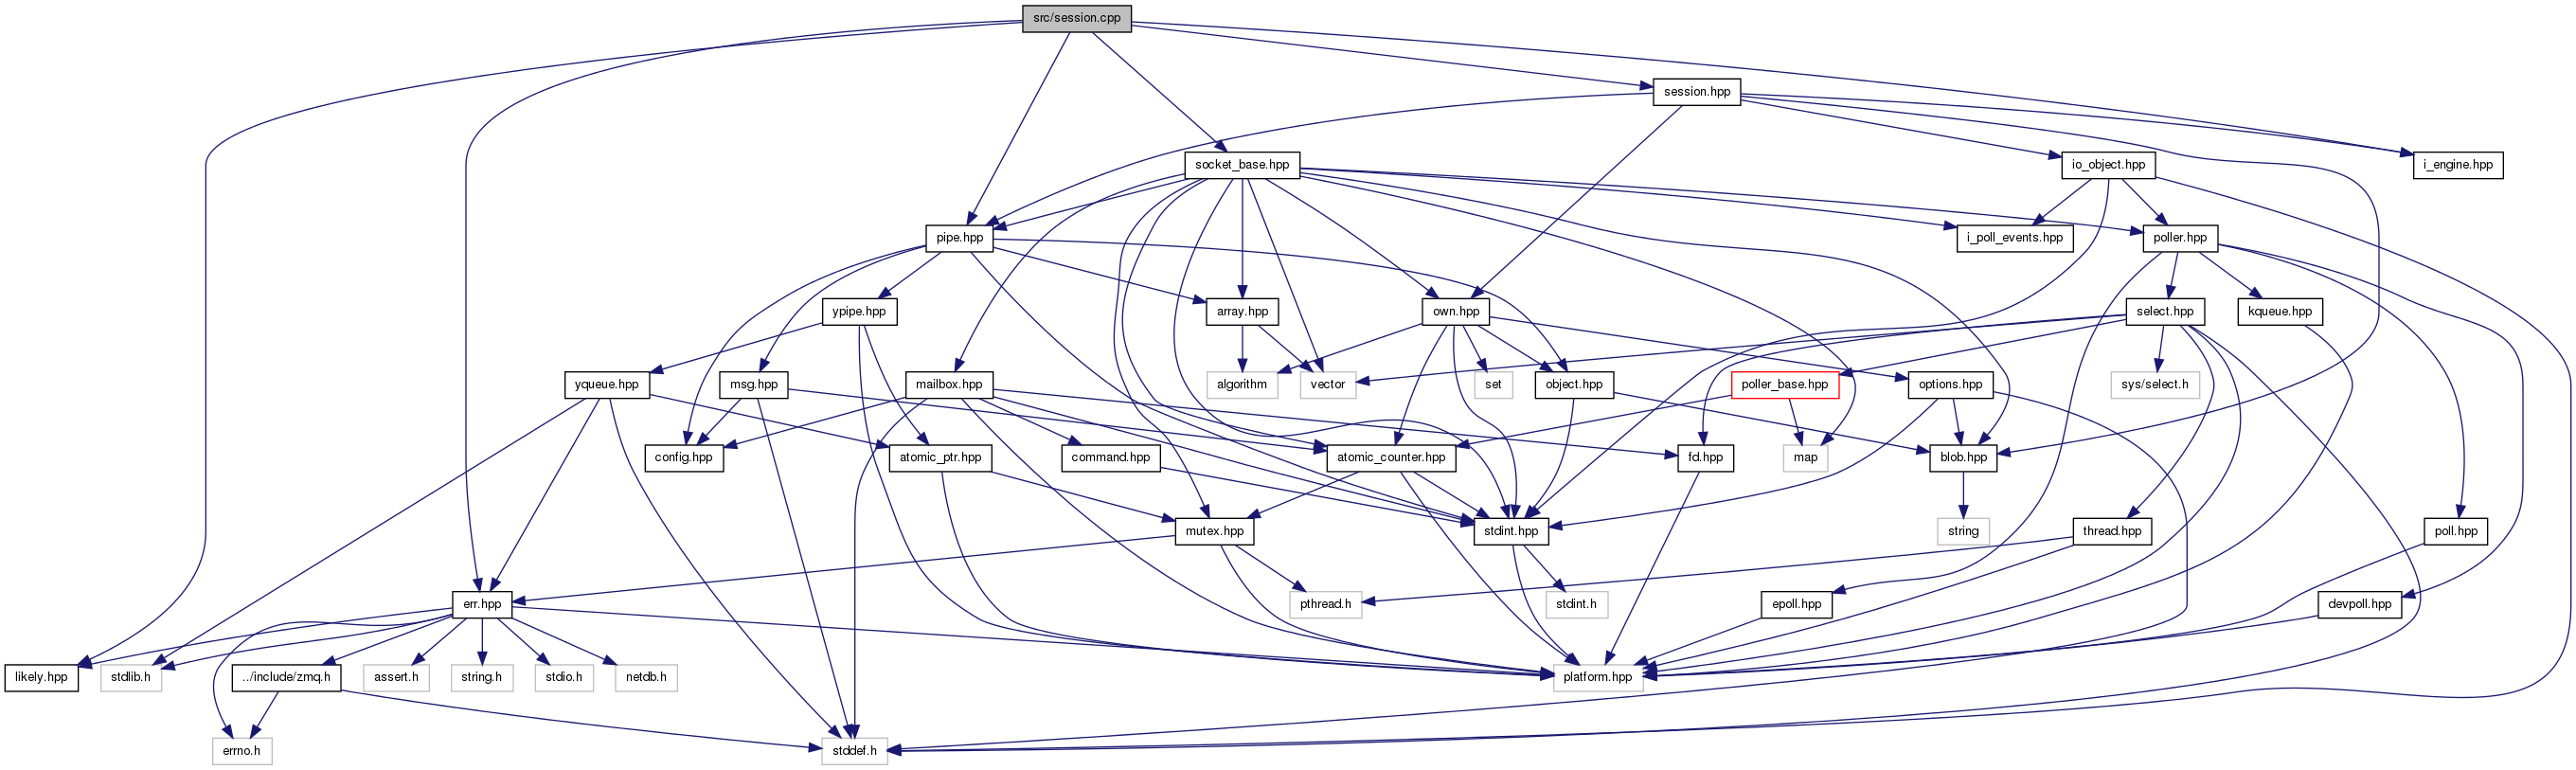 src/session.cpp
session.hpp
socket_base.hpp
io_object.hpp
i_engine.hpp
pipe.hpp
i_poll_events.hpp
poller.hpp
ypipe.hpp
array.hpp
own.hpp
select.hpp
kqueue.hpp
yqueue.hpp
msg.hpp
mailbox.hpp
algorithm
vector
set
object.hpp
poller_base.hpp
options.hpp
sys/select.h
config.hpp
atomic_ptr.hpp
command.hpp
atomic_counter.hpp
fd.hpp
map
blob.hpp
mutex.hpp
stdint.hpp
string
thread.hpp
poll.hpp
err.hpp
pthread.h
stdint.h
epoll.hpp
devpoll.hpp
likely.hpp
stdlib.h
../include/zmq.h
assert.h
string.h
stdio.h
netdb.h
platform.hpp
errno.h
stddef.h